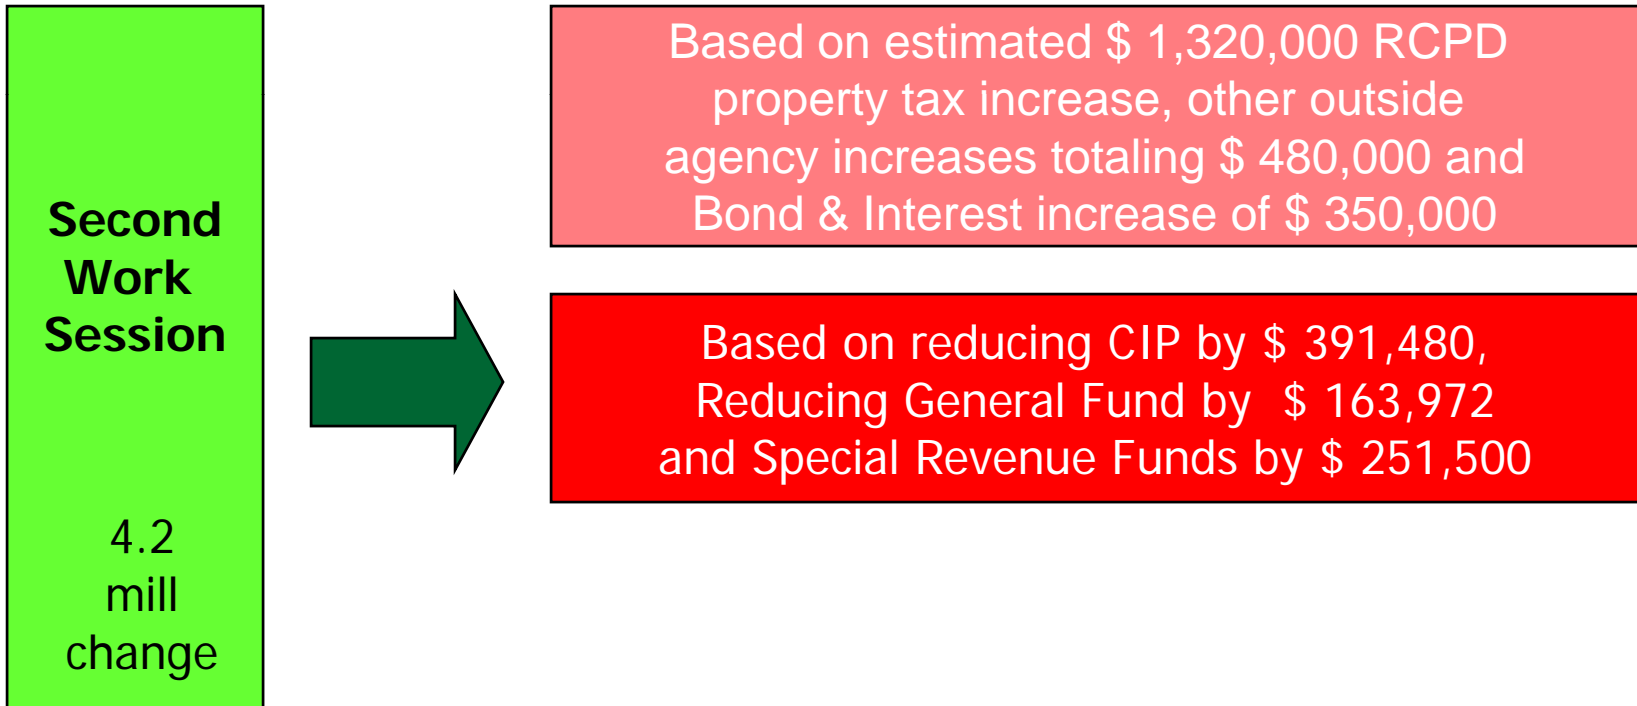 Second
Work
Session
4.2
mill
change
Based on estimated $ 1,320,000 RCPD
property tax increase, other outside
agency increases totaling $ 480,000 and
Bond & Interest increase of $ 350,000
Based on reducing CIP by $ 391,480,
Reducing General Fund by $ 163,972
and Special Revenue Funds by $ 251,500